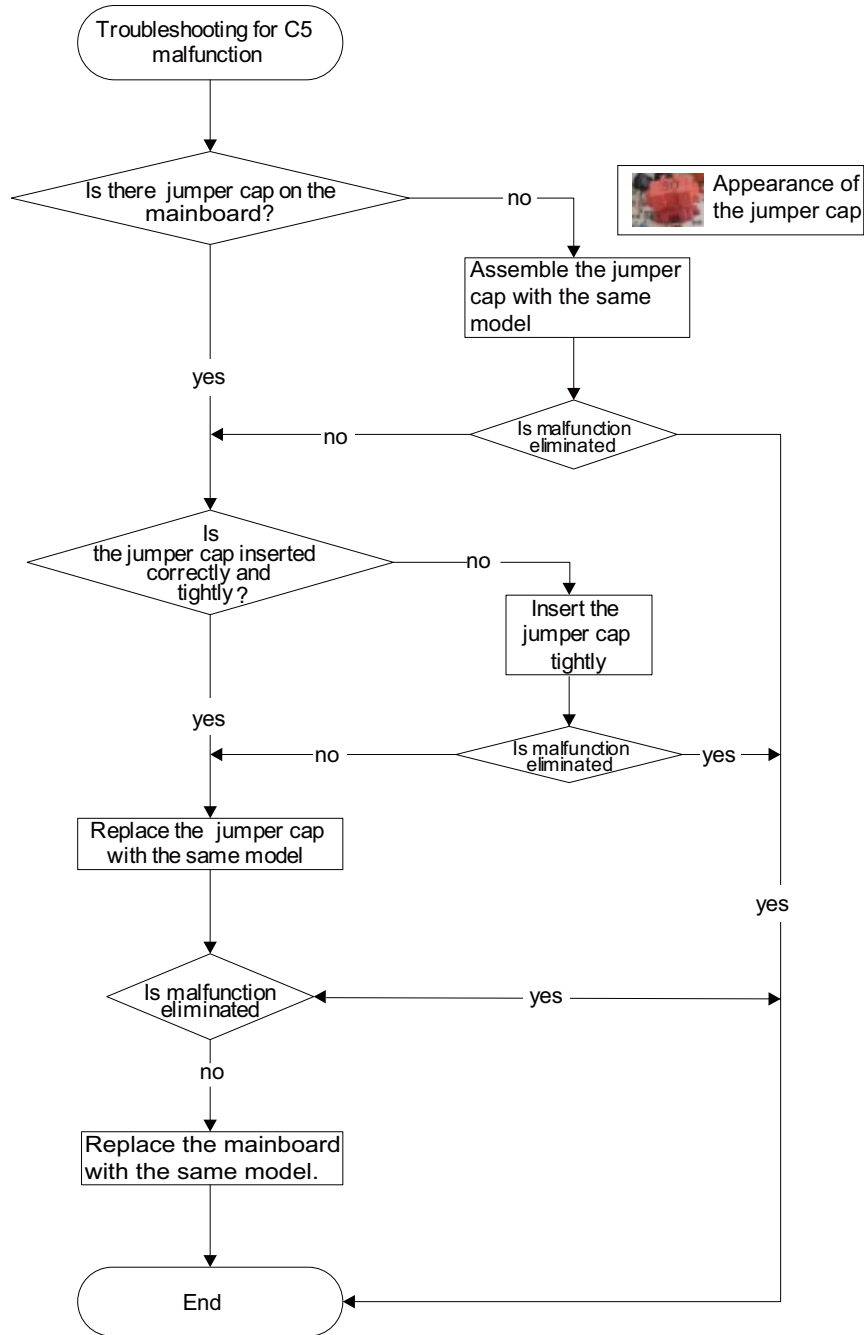 Troubleshooting for C5
malfunction
Is there jumper cap on the
mainboard?
no
Appearance of
the jumper cap
30
Assemble the jumper
cap with the same
model
yes
no
Is malfunction
eliminated
Is
the jumper cap inserted
correctly and
tightly?
no
Insert the
jumper cap
tightly
yes
no
Is malfunction
eliminated
yes
Replace the jumper cap
with the same model
yes
Is malfunction
eliminated
yes
no
Replace the mainboard
with the same model.
End